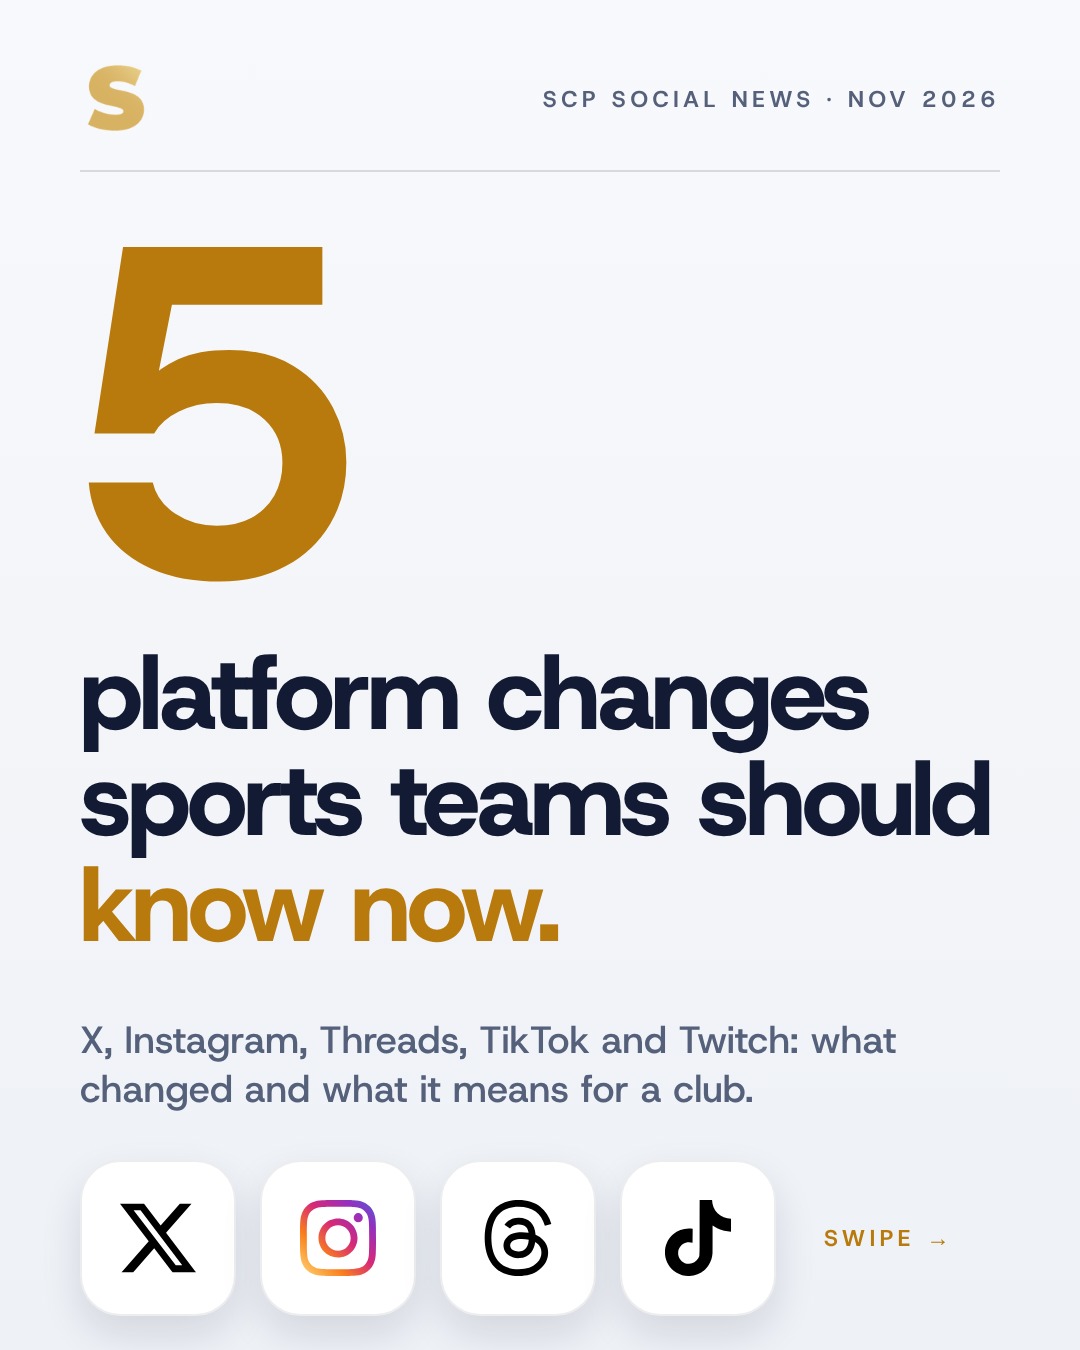 S
SCP SOCIAL NEWS · NOV 2026
5
platform changes
sports teams should
know now.
X, Instagram, Threads, TikTok and Twitch: what
changed and what it means for a club.
SWIPE →